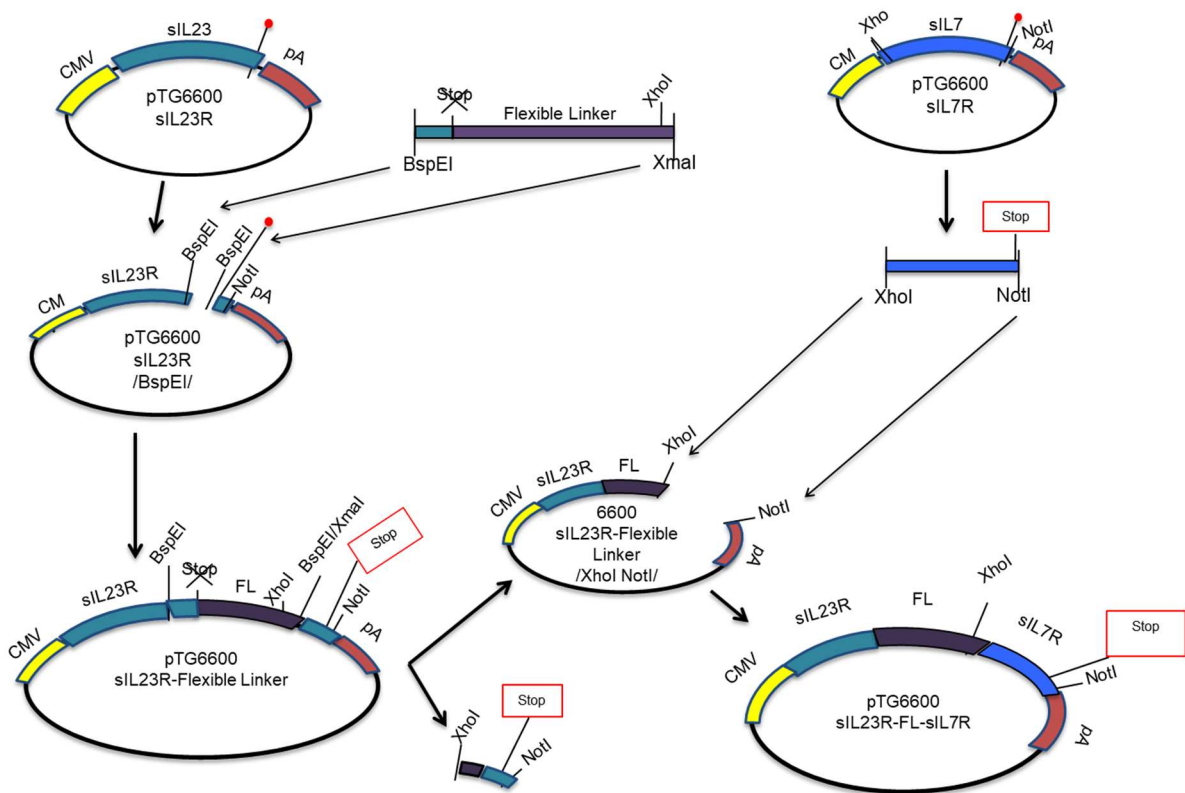 sIL23
CMV
pA
pTG6600
sIL23R
Stop
Flexible Linker
XhoI
BspEI
XmaI
Xho
sIL7
NotI
CM
pA
pTG6600
sIL7R
BspEI
BspEI
NotI
sIL23R
CM
pA
pTG6600
sIL23R
/BspEI/
Stop
XhoI
NotI
XhoI
sIL23R
FL
CMV
NotI
pA
6600
sIL23R-Flexible
Linker
/XhoI NotI/
BspEI
Stop
FL
XhoI
BspEI/XmaI
Stop
NotI
sIL23R
CMV
pA
pTG6600
sIL23R-Flexible Linker
XhoI
Stop
NotI
XhoI
sIL23R
FL
sIL7R
Stop
NotI
CMV
pA
pTG6600
sIL23R-FL-sIL7R